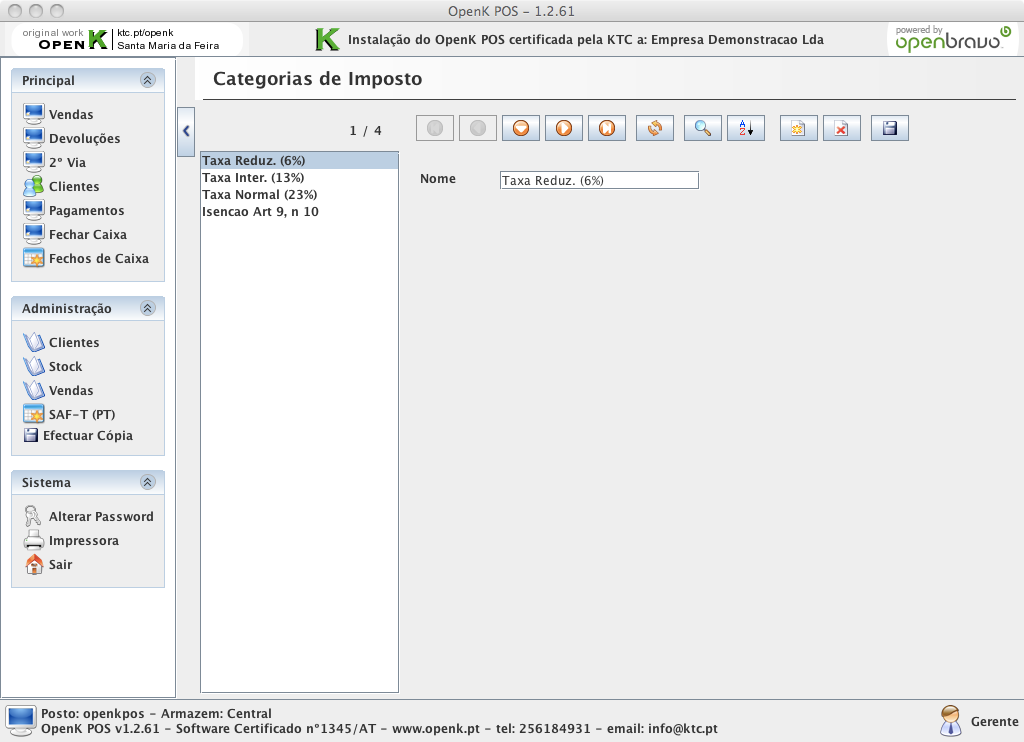 OpenK POS – 1.2.61
original work
OPEN K
ktc.pt/openk
Santa Maria da Feira
Instalação do OpenK POS certificada pela KTC a: Empresa Demonstracao Lda
powered by
openbravo
Principal
Vendas
Devoluções
2º Via
Clientes
Pagamentos
Fechar Caixa
Fechos de Caixa
Administração
Clientes
Stock
Vendas
SAF-T (PT)
Efectuar Cópia
Sistema
Alterar Password
Impressora
Sair
Categorias de Imposto
1 / 4
Taxa Reduz. (6%)
Taxa Inter. (13%)
Taxa Normal (23%)
Isencao Art 9, n 10
Nome
Taxa Reduz. (6%)
Posto: openkpos – Armazem: Central
OpenK POS v1.2.61 – Software Certificado n°1345/AT – www.openk.pt – tel: 256184931 – email: info@ktc.pt
Gerente